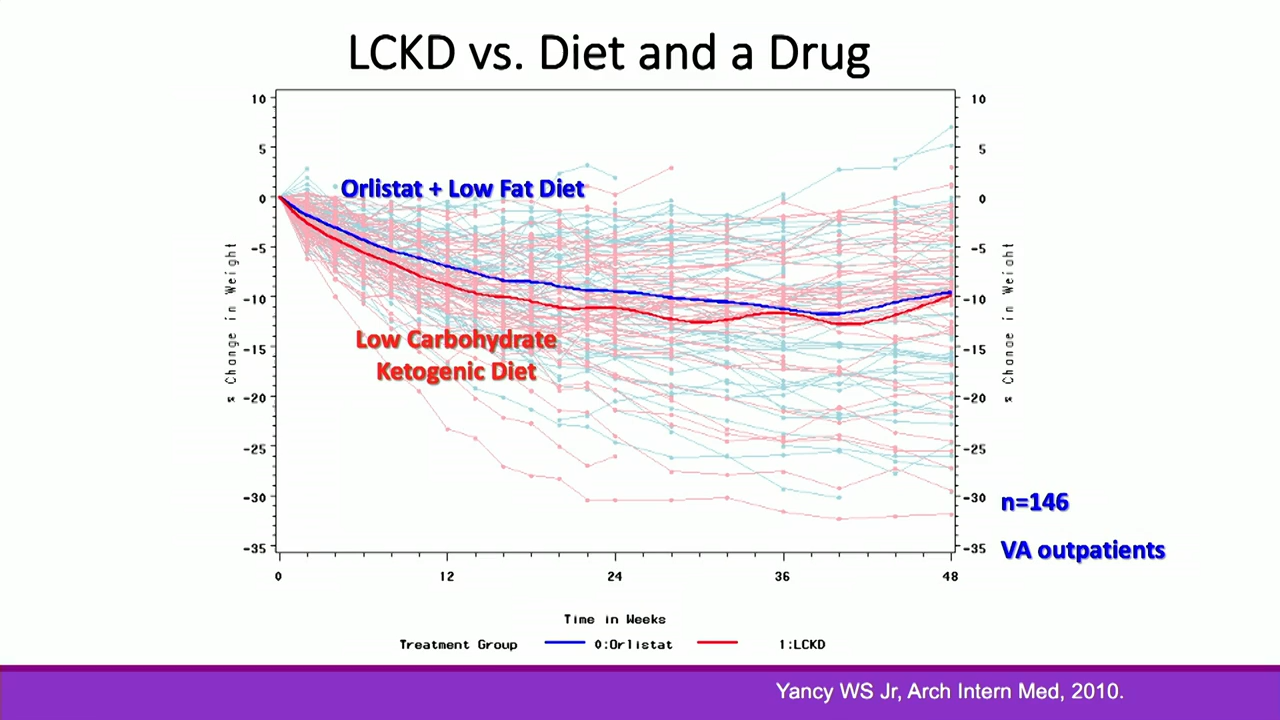 LCKD vs. Diet and a Drug
10
5
0
-5
-10
-15
-20
-25
-30
-35
% Change in Weight
Orlistat + Low Fat Diet
Low Carbohydrate
Ketogenic Diet
10
5
0
-5
-10
-15
-20
-25
-30
-35
% Change in Weight
n=146
VA outpatients
0 12 24 36 48
Time in Weeks
Treatment Group 0:Orlistat 1:LCKD
Yancy WS Jr, Arch Intern Med, 2010.